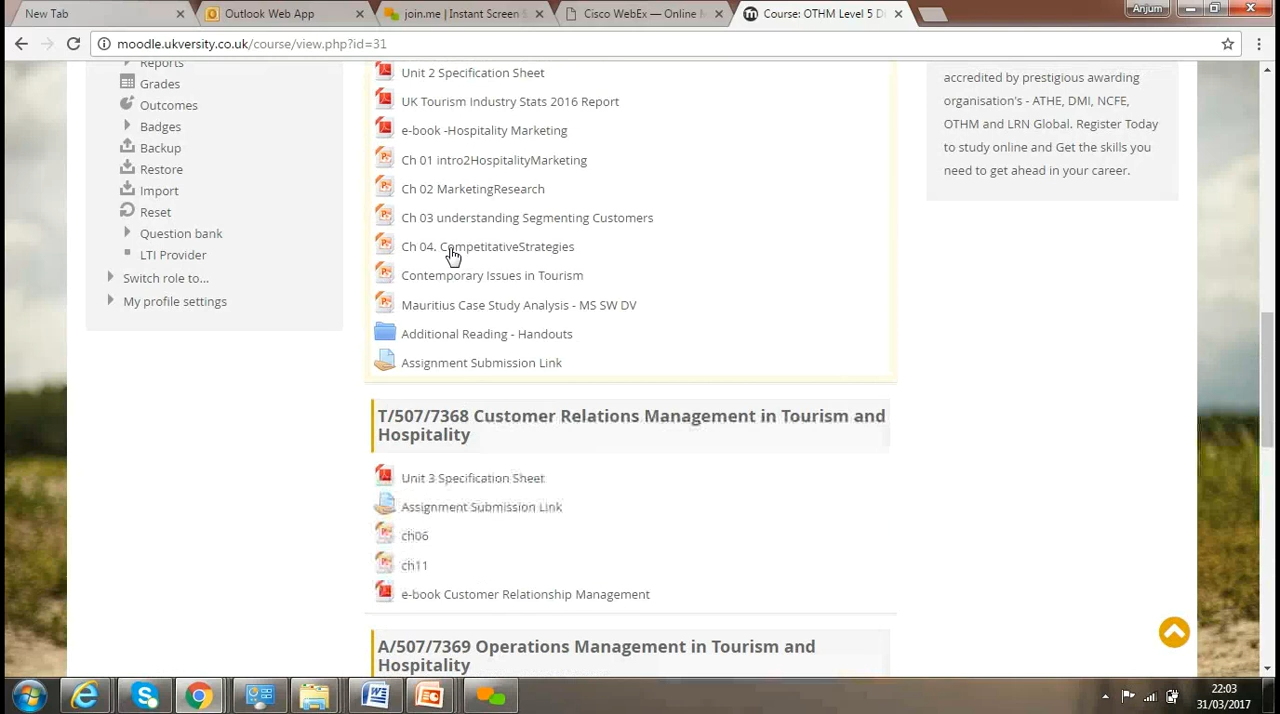 New Tab
Outlook Web App
join.me | Instant Screen S
Cisco WebEx — Online M
Course: OTHM Level 5 D
Anjum
moodle.ukversity.co.uk/course/view.php?id=31
Reports
Grades
Outcomes
Badges
Backup
Restore
Import
Reset
Question bank
LTI Provider
Switch role to...
My profile settings
Unit 2 Specification Sheet
UK Tourism Industry Stats 2016 Report
e-book -Hospitality Marketing
Ch 01 intro2HospitalityMarketing
Ch 02 MarketingResearch
Ch 03 understanding Segmenting Customers
Ch 04. CompetitativeStrategies
Contemporary Issues in Tourism
Mauritius Case Study Analysis - MS SW DV
Additional Reading - Handouts
Assignment Submission Link
T/507/7368 Customer Relations Management in Tourism and
Hospitality
Unit 3 Specification Sheet
Assignment Submission Link
ch06
ch11
e-book Customer Relationship Management
A/507/7369 Operations Management in Tourism and
Hospitality
accredited by prestigious awarding
organisation's - ATHE, DMI, NCFE,
OTHM and LRN Global. Register Today
to study online and Get the skills you
need to get ahead in your career.
22:03
31/03/2017